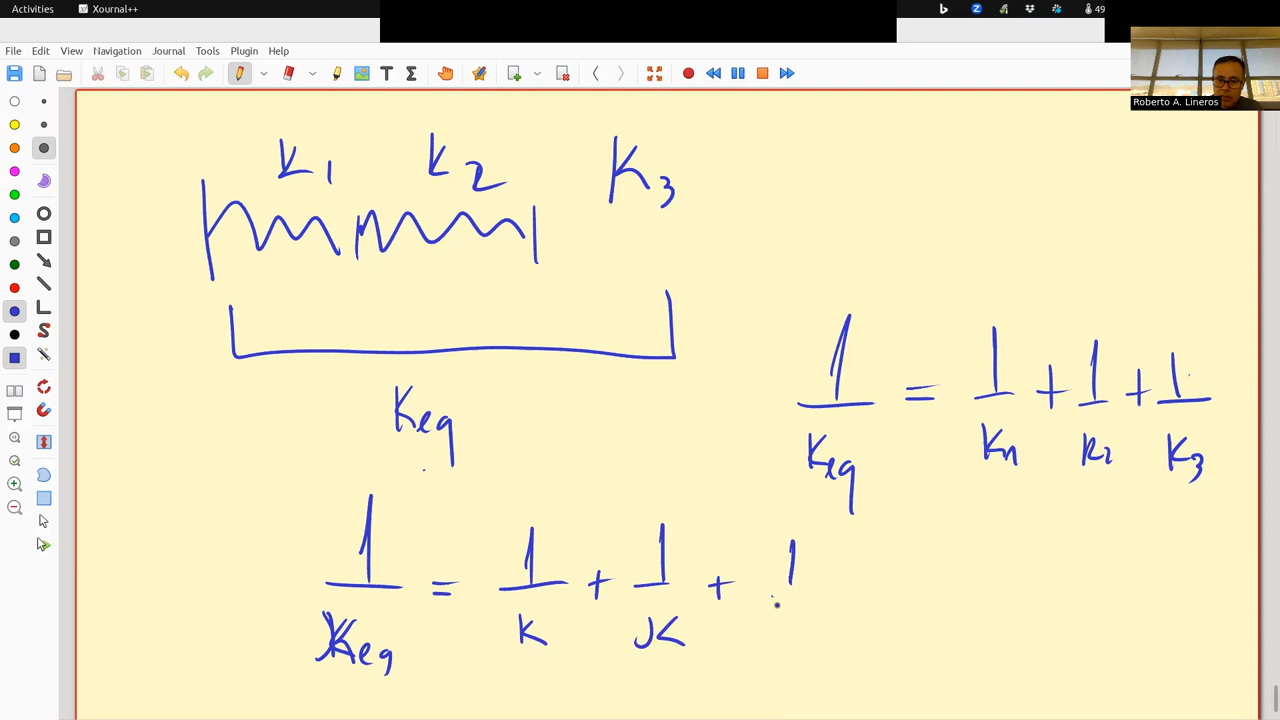 Activities Xournal++ 49
File Edit View Navigation Journal Tools Plugin Help
Roberto A. Lineros
K1 K2 K3
Keq
1/Keq = 1/K1 + 1/K2 + 1/K3
1/Keq = 1/K + 1/K + 1